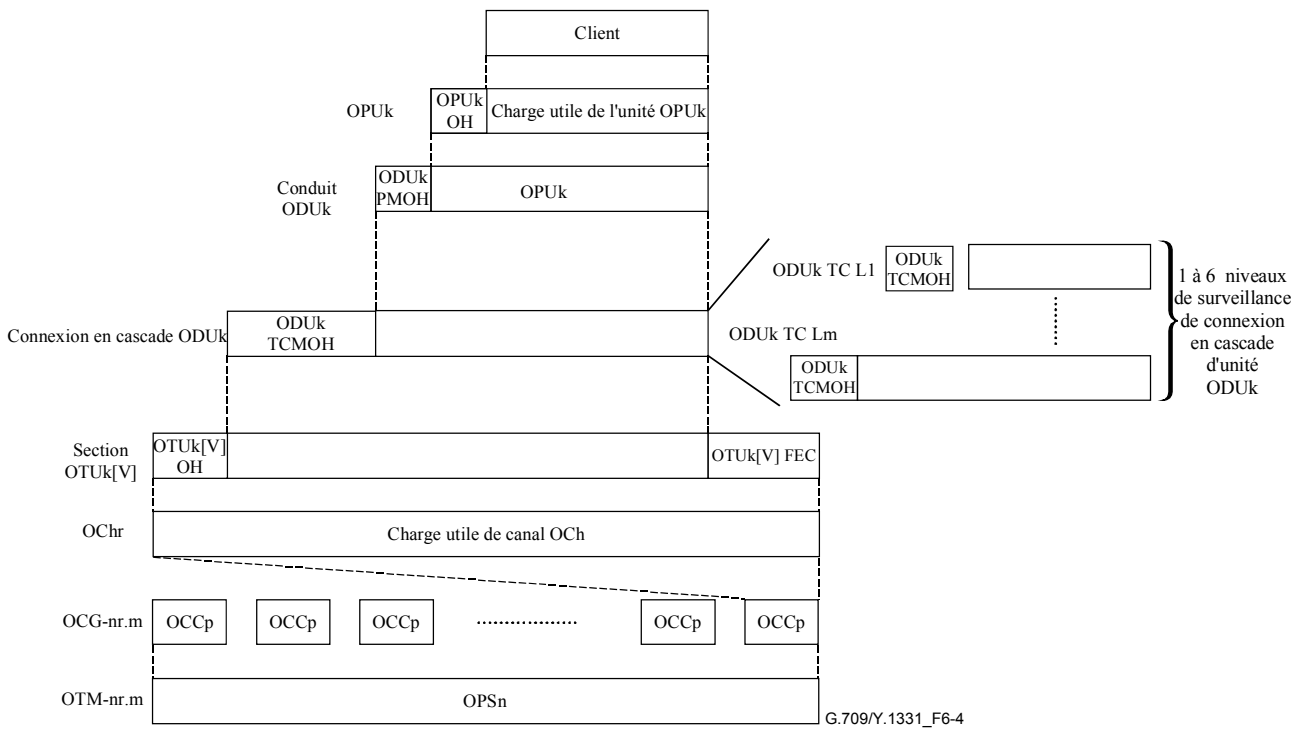 Client
OPUk
OPUk
OH
Charge utile de l'unité OPUk
Conduit
ODUk
ODUk
PMOH
OPUk
ODUk TC L1
ODUk
TCMOH
Connexion en cascade ODUk
ODUk
TCMOH
ODUk TC Lm
ODUk
TCMOH
1 à 6 niveaux
de surveillance
de connexion
en cascade
d'unité
ODUk
Section
OTUk[V]
OTUk[V]
OH
OTUk[V] FEC
OChr
Charge utile de canal OCh
OCG-nr.m
OCCp
OCCp
OCCp
OCCp
OCCp
OTM-nr.m
OPSn
G.709/Y.1331_F6-4